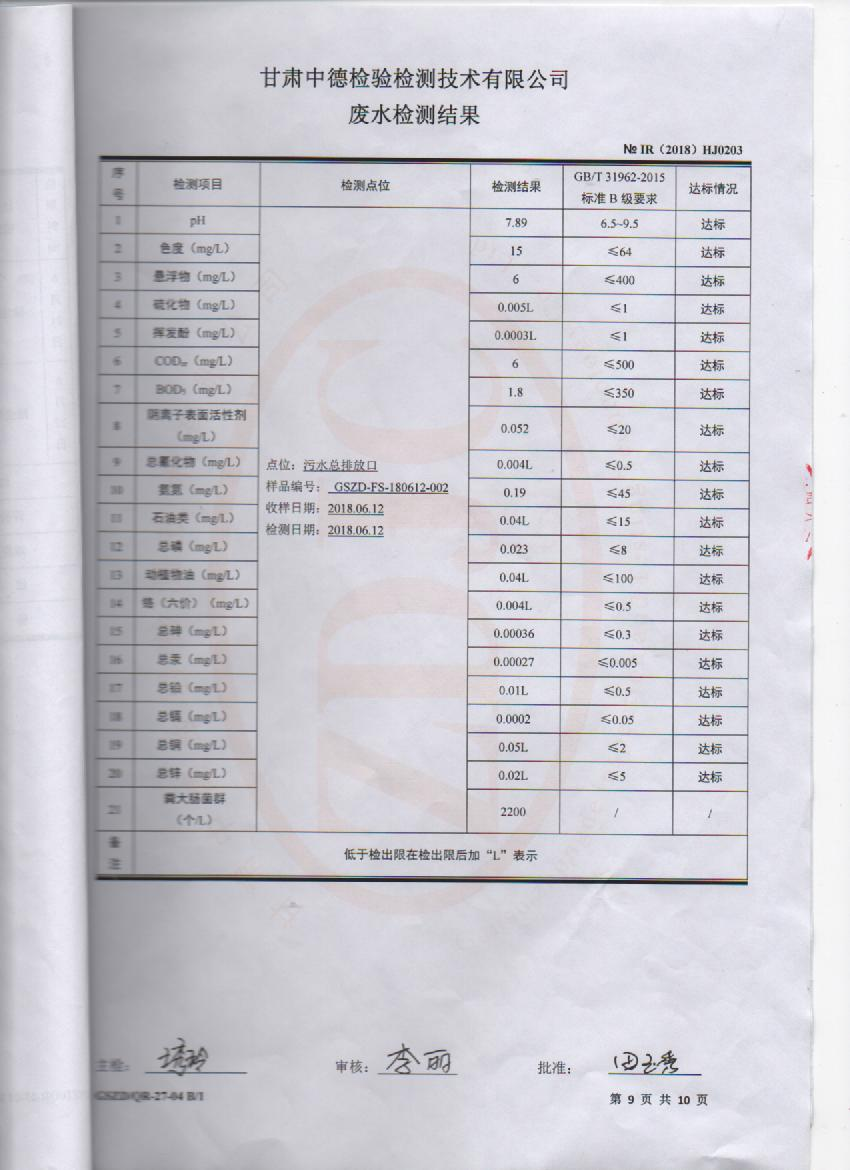 甘肃中德检验检测技术有限公司
废水检测结果
№ IR（2018）HJ0203
序号 检测项目 检测点位 检测结果 GB/T 31962-2015 标准 B 级要求 达标情况
1 pH 7.89 6.5~9.5 达标
2 色度（mg/L） 15 ≤64 达标
3 悬浮物（mg/L） 6 ≤400 达标
4 硫化物（mg/L） 0.005L ≤1 达标
5 挥发酚（mg/L） 0.0003L ≤1 达标
6 CODcr（mg/L） 6 ≤500 达标
7 BOD5（mg/L） 1.8 ≤350 达标
8 阴离子表面活性剂（mg/L） 0.052 ≤20 达标
9 总氰化物（mg/L） 0.004L ≤0.5 达标
10 氨氮（mg/L） 0.19 ≤45 达标
11 石油类（mg/L） 0.04L ≤15 达标
12 总磷（mg/L） 0.023 ≤8 达标
13 动植物油（mg/L） 0.04L ≤100 达标
14 铬（六价）（mg/L） 0.004L ≤0.5 达标
15 总砷（mg/L） 0.00036 ≤0.3 达标
16 总汞（mg/L） 0.00027 ≤0.005 达标
17 总铅（mg/L） 0.01L ≤0.5 达标
18 总镉（mg/L） 0.0002 ≤0.05 达标
19 总铜（mg/L） 0.05L ≤2 达标
20 总锌（mg/L） 0.02L ≤5 达标
21 粪大肠菌群（个/L） 2200 / /
点位：污水总排放口
样品编号： GSZD-FS-180612-002
收样日期：2018.06.12
检测日期：2018.06.12
备注 低于检出限在检出限后加“L”表示
主检： 审核：李丽 批准：田玉秀
GSZD/QR-27-04 B/1
第 9 页 共 10 页